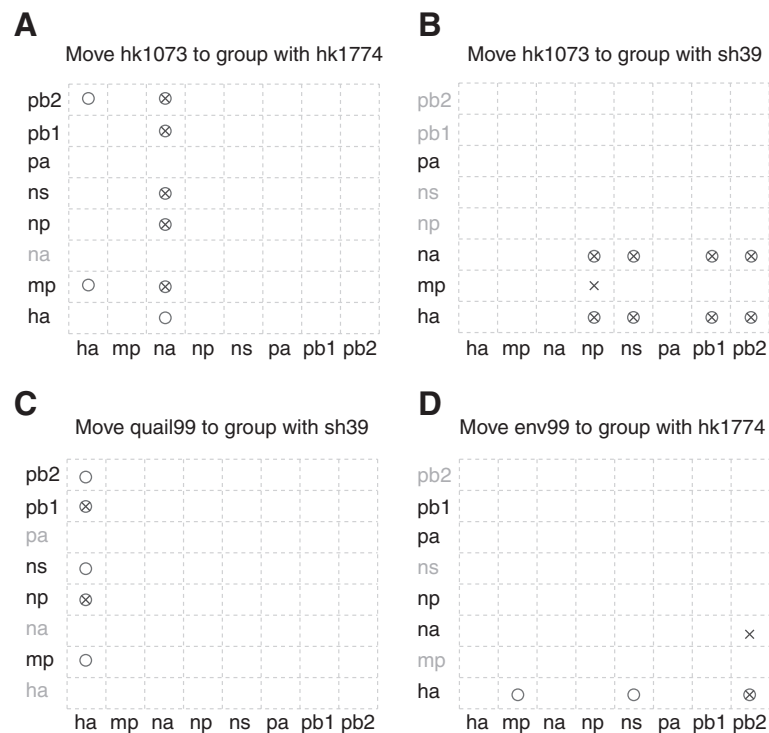 A
Move hk1073 to group with hk1774
pb2
pb1
pa
ns
np
na
mp
ha
ha mp na np ns pa pb1 pb2
B
Move hk1073 to group with sh39
pb2
pb1
pa
ns
np
na
mp
ha
ha mp na np ns pa pb1 pb2
C
Move quail99 to group with sh39
pb2
pb1
pa
ns
np
na
mp
ha
ha mp na np ns pa pb1 pb2
D
Move env99 to group with hk1774
pb2
pb1
pa
ns
np
na
mp
ha
ha mp na np ns pa pb1 pb2